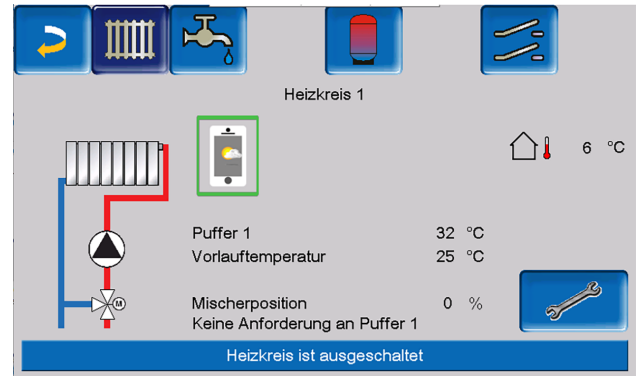 Heizkreis 1
6 °C
Puffer 1 32 °C
Vorlauftemperatur 25 °C
M
Mischerposition 0 %
Keine Anforderung an Puffer 1
Heizkreis ist ausgeschaltet